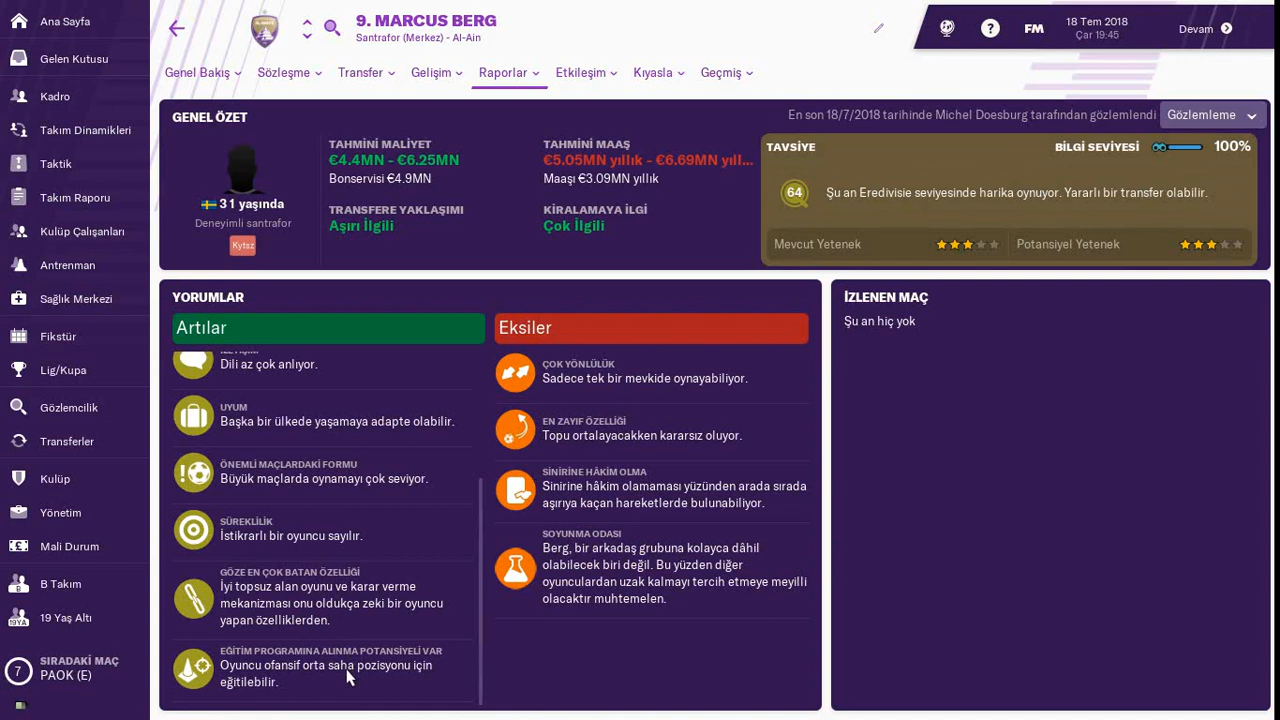 Ana Sayfa
Gelen Kutusu
Kadro
Takım Dinamikleri
Taktik
Takım Raporu
Kulüp Çalışanları
Antrenman
Sağlık Merkezi
Fikstür
Lig/Kupa
Gözlemcilik
Transferler
Kulüp
Yönetim
Mali Durum
B Takım
19 Yaş Altı
7
SIRADAKİ MAÇ
PAOK (E)
9. MARCUS BERG
Santrafor (Merkez) - Al-Ain
? FM
18 Tem 2018
Çar 19:45
Devam
Genel Bakış Sözleşme Transfer Gelişim Raporlar Etkileşim Kıyasla Geçmiş
GENEL ÖZET
En son 18/7/2018 tarihinde Michel Doesburg tarafından gözlemlendi
Gözlemleme
31 yaşında
Deneyimli santrafor
Kytsz
TAHMİNİ MALİYET
€4.4MN - €6.25MN
Bonservisi €4.9MN
TRANSFERE YAKLAŞIMI
Aşırı İlgili
TAHMİNİ MAAŞ
€5.05MN yıllık - €6.69MN yıll...
Maaşı €3.09MN yıllık
KİRALAMAYA İLGİ
Çok İlgili
TAVSİYE
BİLGİ SEVİYESİ 100%
64
Şu an Eredivisie seviyesinde harika oynuyor. Yararlı bir transfer olabilir.
Mevcut Yetenek
Potansiyel Yetenek
YORUMLAR
Artılar
Dili az çok anlıyor.
UYUM
Başka bir ülkede yaşamaya adapte olabilir.
ÖNEMLİ MAÇLARDAKİ FORMU
Büyük maçlarda oynamayı çok seviyor.
SÜREKLİLİK
İstikrarlı bir oyuncu sayılır.
GÖZE EN ÇOK BATAN ÖZELLİĞİ
İyi topsuz alan oyunu ve karar verme
mekanizması onu oldukça zeki bir oyuncu
yapan özelliklerden.
EĞİTİM PROGRAMINA ALINMA POTANSİYELİ VAR
Oyuncu ofansif orta saha pozisyonu için
eğitilebilir.
Eksiler
ÇOK YÖNLÜLÜK
Sadece tek bir mevkide oynayabiliyor.
EN ZAYIF ÖZELLİĞİ
Topu ortalayacakken kararsız oluyor.
SİNİRİNE HÂKİM OLMA
Sinirine hâkim olamaması yüzünden arada sırada
aşırıya kaçan hareketlerde bulunabiliyor.
SOYUNMA ODASI
Berg, bir arkadaş grubuna kolayca dâhil
olabilecek biri değil. Bu yüzden diğer
oyunculardan uzak kalmayı tercih etmeye meyilli
olacaktır muhtemelen.
İZLENEN MAÇ
Şu an hiç yok